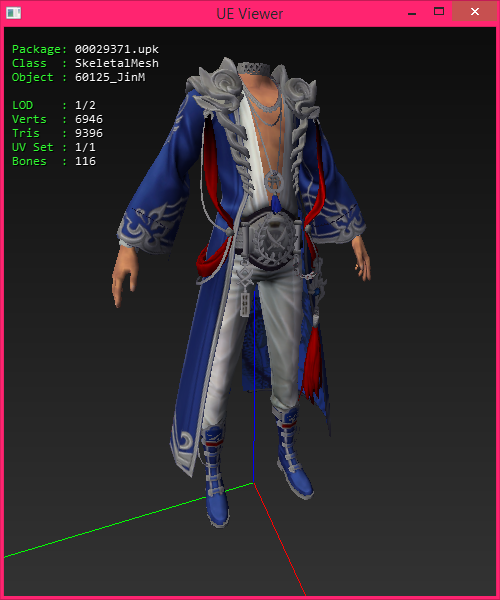 UE Viewer
Package: 00029371.upk
Class  : SkeletalMesh
Object : 60125_JinM
LOD    : 1/2
Verts  : 6946
Tris   : 9396
UV Set : 1/1
Bones  : 116